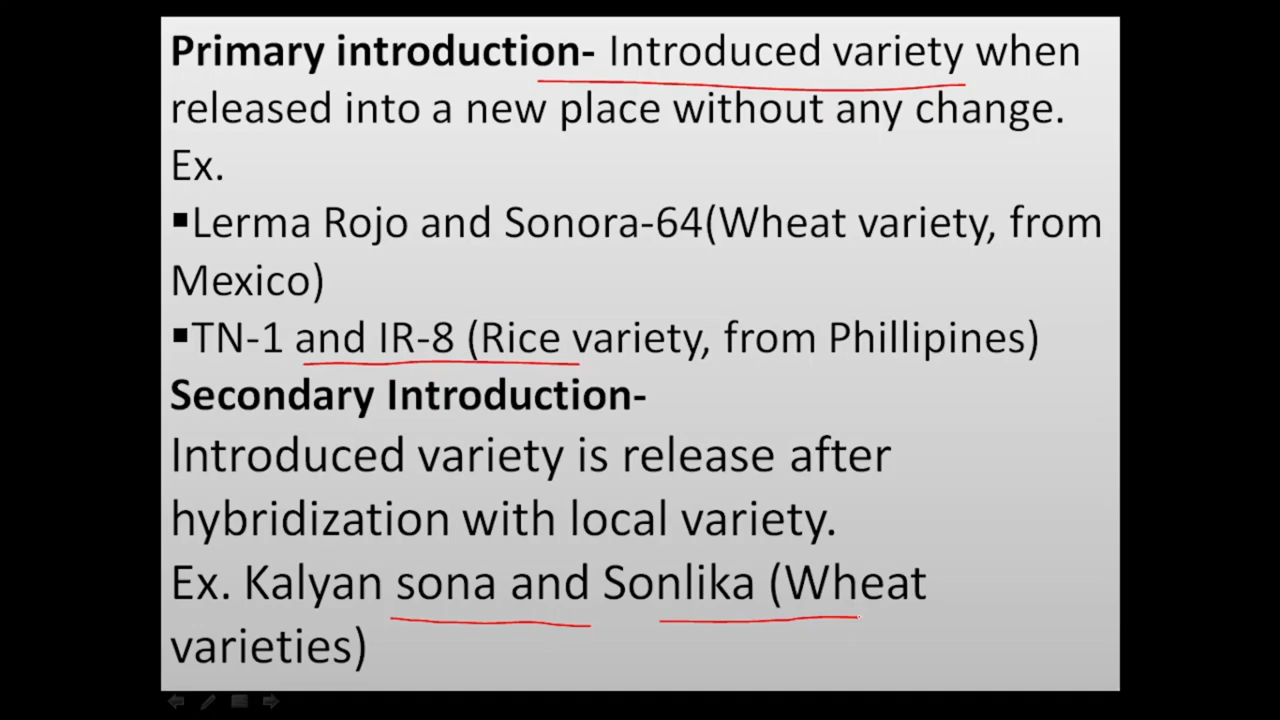 Primary introduction- Introduced variety when
released into a new place without any change.
Ex.
▪Lerma Rojo and Sonora-64(Wheat variety, from
Mexico)
▪TN-1 and IR-8 (Rice variety, from Phillipines)
Secondary Introduction-
Introduced variety is release after
hybridization with local variety.
Ex. Kalyan sona and Sonlika (Wheat
varieties)